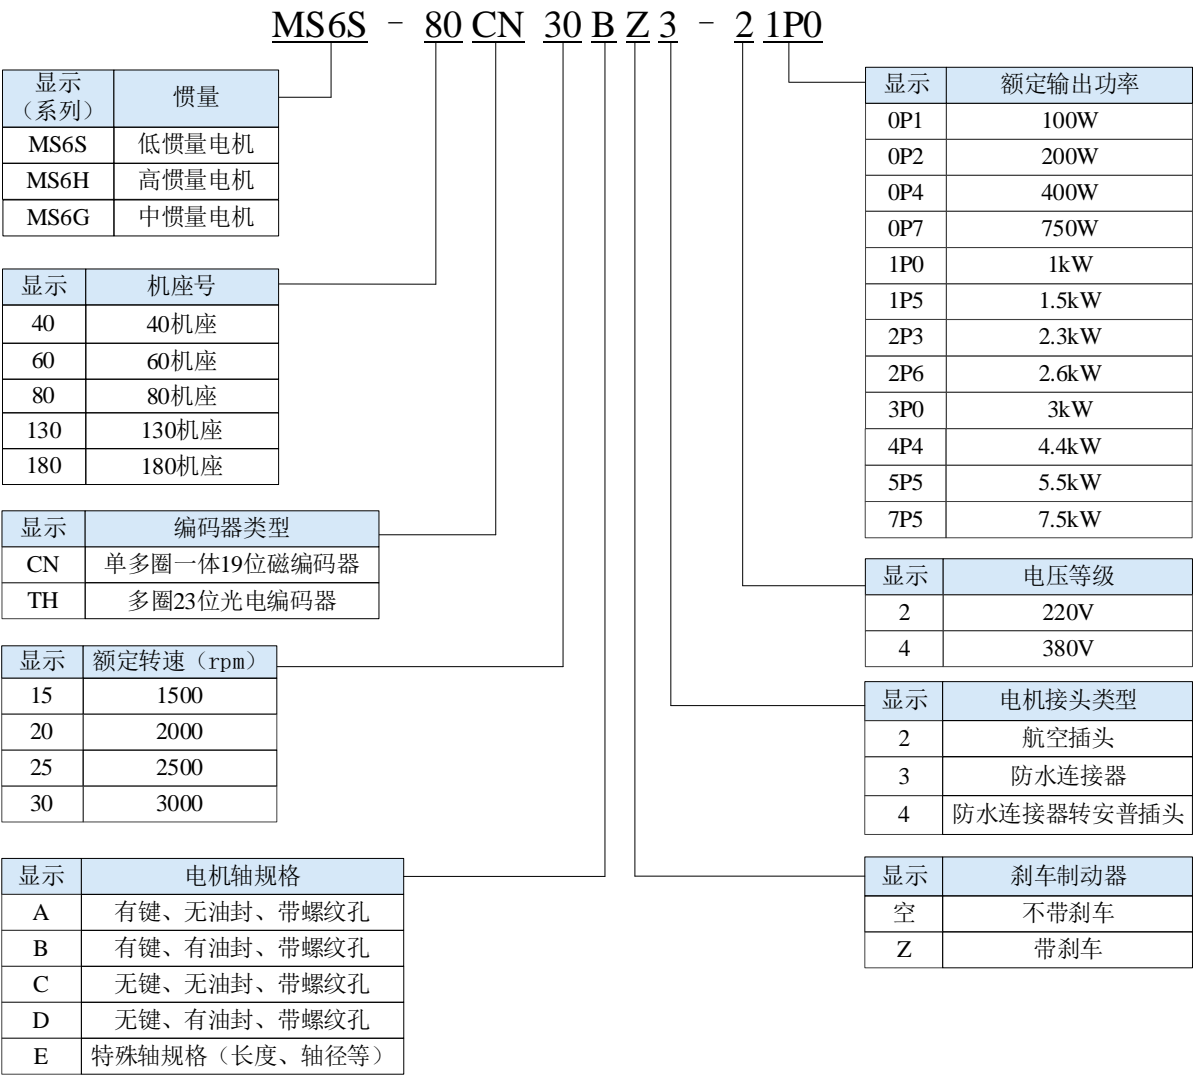 MS6S - 80 CN 30 B Z 3 - 2 1P0
显示（系列） 惯量
MS6S 低惯量电机
MS6H 高惯量电机
MS6G 中惯量电机
显示 机座号
40 40机座
60 60机座
80 80机座
130 130机座
180 180机座
显示 编码器类型
CN 单多圈一体19位磁编码器
TH 多圈23位光电编码器
显示 额定转速（rpm）
15 1500
20 2000
25 2500
30 3000
显示 电机轴规格
A 有键、无油封、带螺纹孔
B 有键、有油封、带螺纹孔
C 无键、无油封、带螺纹孔
D 无键、有油封、带螺纹孔
E 特殊轴规格（长度、轴径等）
显示 额定输出功率
0P1 100W
0P2 200W
0P4 400W
0P7 750W
1P0 1kW
1P5 1.5kW
2P3 2.3kW
2P6 2.6kW
3P0 3kW
4P4 4.4kW
5P5 5.5kW
7P5 7.5kW
显示 电压等级
2 220V
4 380V
显示 电机接头类型
2 航空插头
3 防水连接器
4 防水连接器转安普插头
显示 刹车制动器
空 不带刹车
Z 带刹车